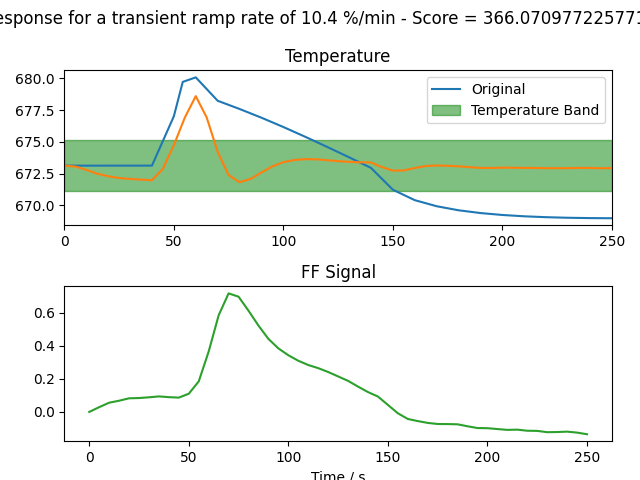 esponse for a transient ramp rate of 10.4 %/min - Score = 366.070977225771
Temperature
680.0
677.5
675.0
672.5
670.0
Original
Temperature Band
0 50 100 150 200 250
FF Signal
0.6
0.4
0.2
0.0
0 50 100 150 200 250
Time / s